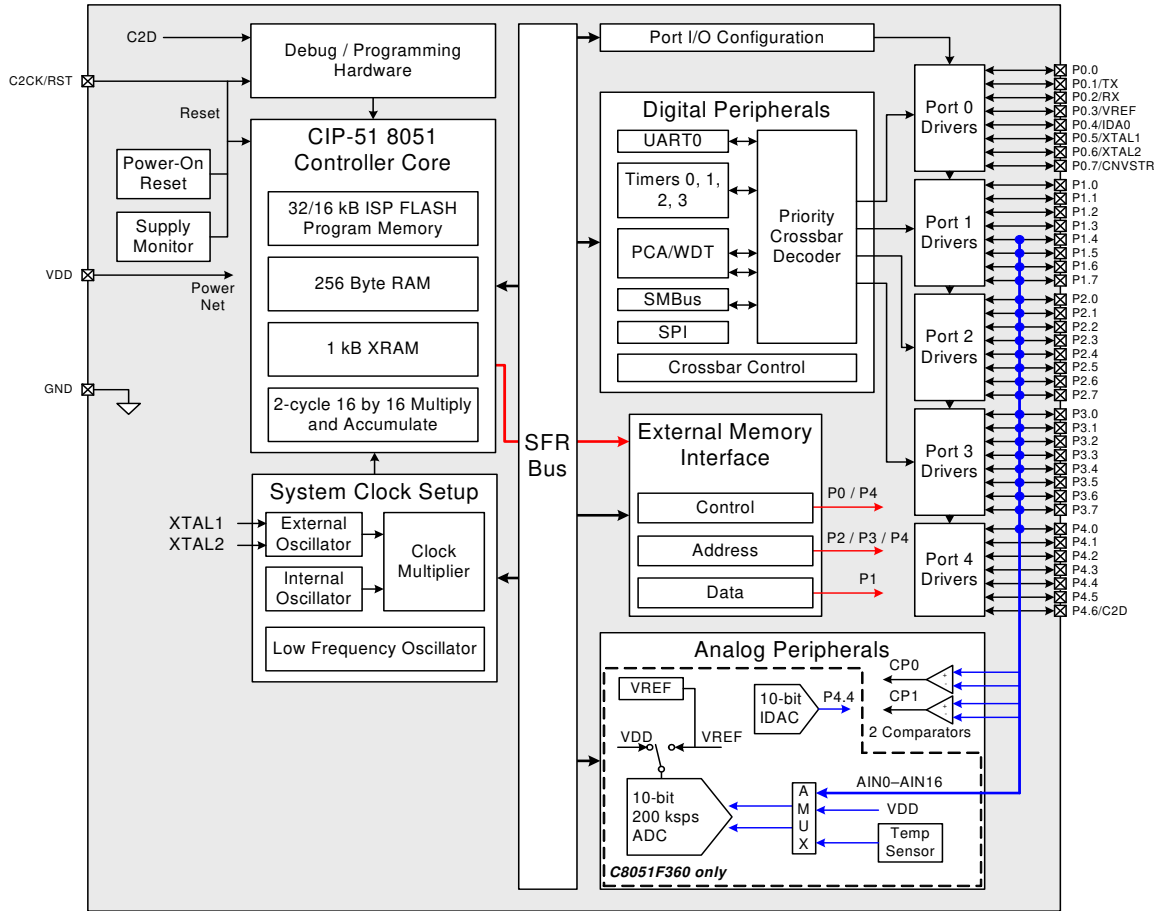 C2D
C2CK/RST
Debug / Programming
Hardware
Reset
Power-On
Reset
Supply
Monitor
VDD
Power
Net
GND
CIP-51 8051
Controller Core
32/16 kB ISP FLASH
Program Memory
256 Byte RAM
1 kB XRAM
2-cycle 16 by 16 Multiply
and Accumulate
System Clock Setup
XTAL1
XTAL2
External
Oscillator
Internal
Oscillator
Clock
Multiplier
Low Frequency Oscillator
SFR
Bus
Port I/O Configuration
Digital Peripherals
UART0
Timers 0, 1,
2, 3
PCA/WDT
SMBus
SPI
Priority
Crossbar
Decoder
Crossbar Control
External Memory
Interface
Control
Address
Data
P0 / P4
P2 / P3 / P4
P1
Port 0
Drivers
Port 1
Drivers
Port 2
Drivers
Port 3
Drivers
Port 4
Drivers
P0.0
P0.1/TX
P0.2/RX
P0.3/VREF
P0.4/IDA0
P0.5/XTAL1
P0.6/XTAL2
P0.7/CNVSTR
P1.0
P1.1
P1.2
P1.3
P1.4
P1.5
P1.6
P1.7
P2.0
P2.1
P2.2
P2.3
P2.4
P2.5
P2.6
P2.7
P3.0
P3.1
P3.2
P3.3
P3.4
P3.5
P3.6
P3.7
P4.0
P4.1
P4.2
P4.3
P4.4
P4.5
P4.6/C2D
Analog Peripherals
VREF
VDD
VREF
10-bit
IDAC
P4.4
CP0
+
-
CP1
+
-
2 Comparators
10-bit
200 ksps
ADC
A
M
U
X
AIN0–AIN16
VDD
Temp
Sensor
C8051F360 only